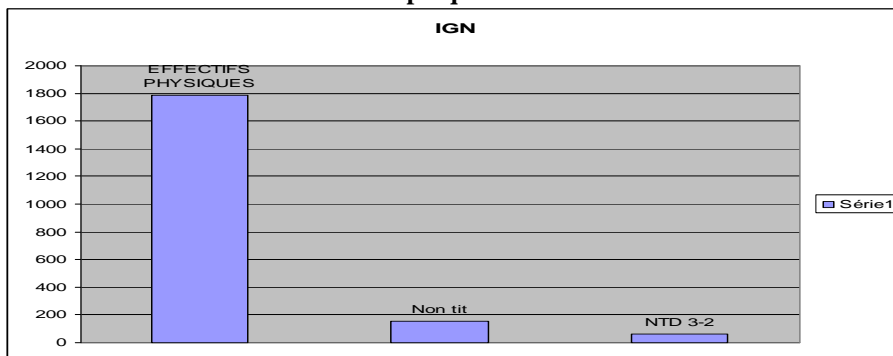 IGN
2000
1800
1600
1400
1200
1000
800
600
400
200
0
EFFECTIFS
PHYSIQUES
Non tit
NTD 3-2
Série1